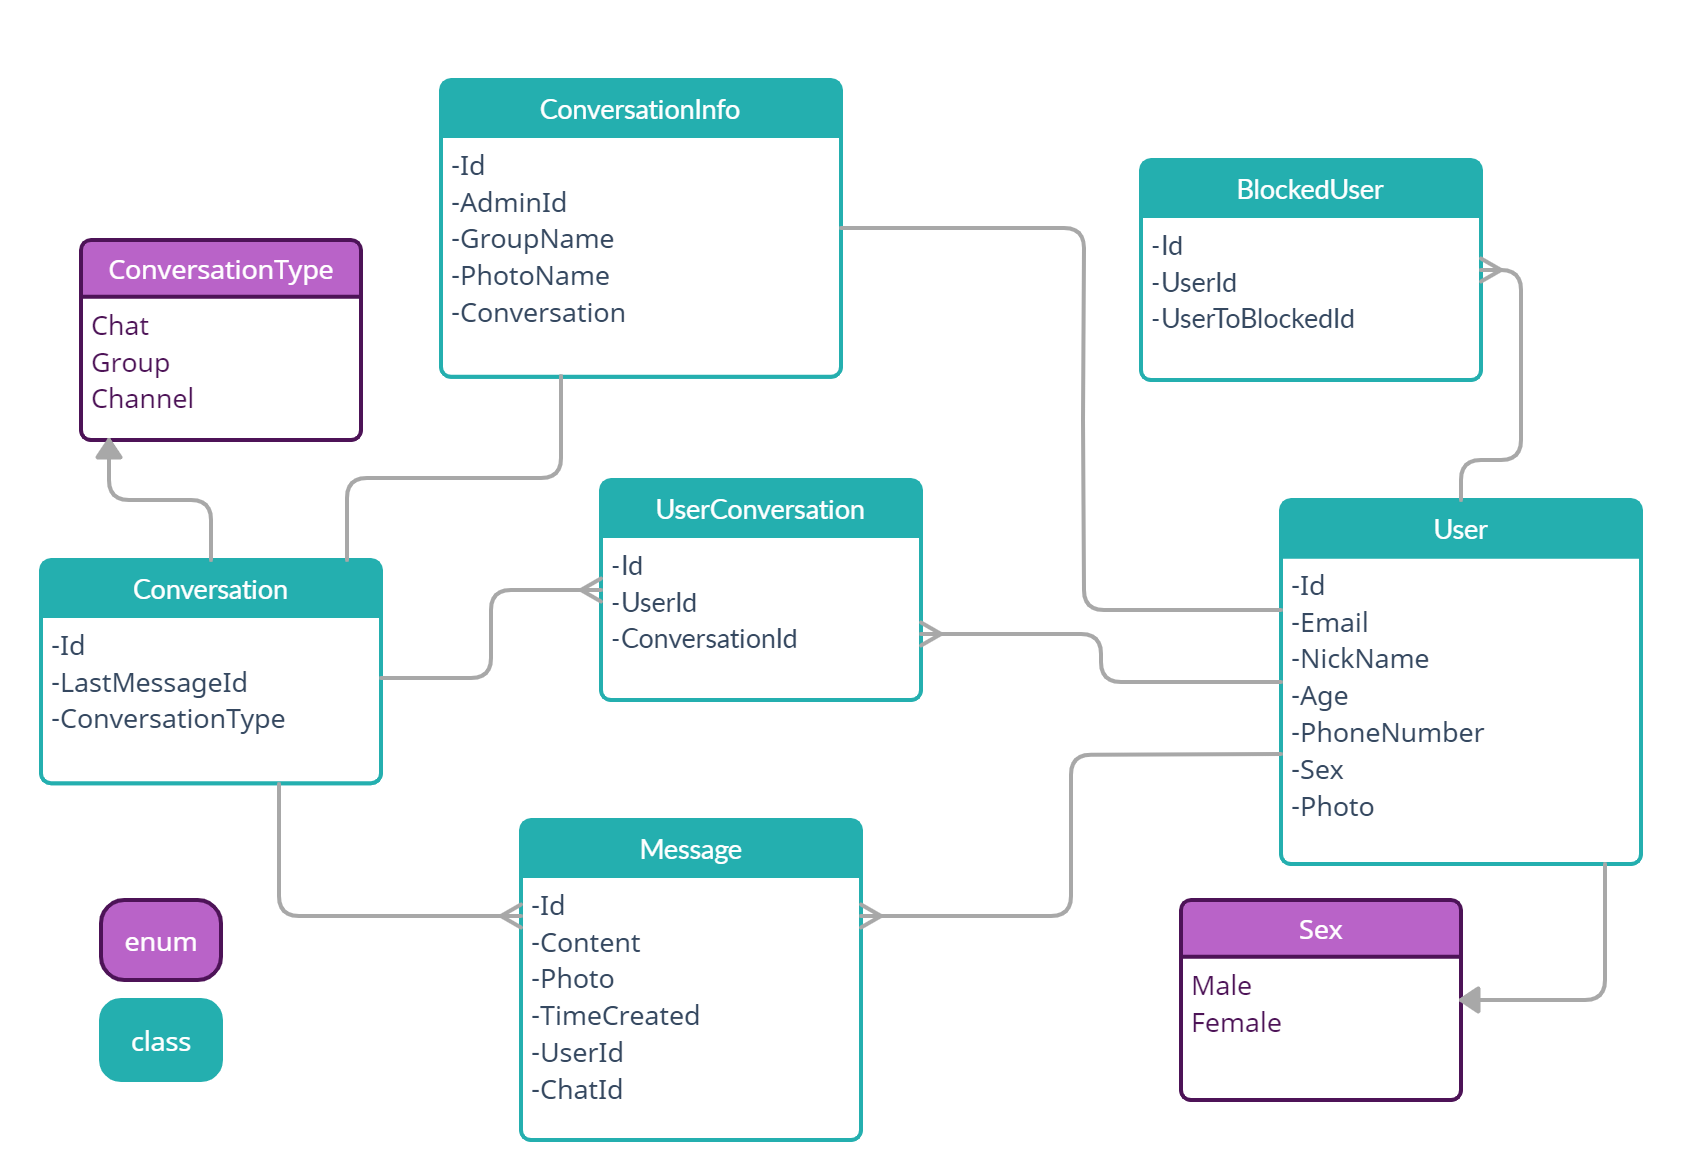 ConversationInfo
-Id
-AdminId
-GroupName
-PhotoName
-Conversation
BlockedUser
-Id
-UserId
-UserToBlockedId
ConversationType
Chat
Group
Channel
UserConversation
-Id
-UserId
-ConversationId
User
-Id
-Email
-NickName
-Age
-PhoneNumber
-Sex
-Photo
Conversation
-Id
-LastMessageId
-ConversationType
Message
-Id
-Content
-Photo
-TimeCreated
-UserId
-ChatId
Sex
Male
Female
enum
class